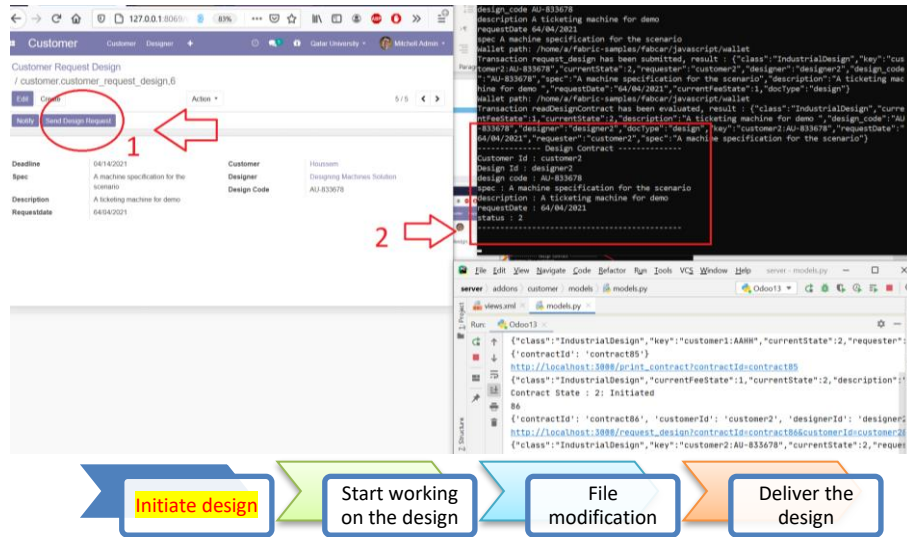 127.0.0.1:8069/
83%
Customer
Customer
Designer
Qatar University
Mitchell Admin
Customer Request Design
/ customer.customer_request_design,6
Edit
Create
Action
5 / 5
Notify
Send Design Request
1
Deadline
04/14/2021
Customer
Houssem
Spec
A machine specification for the
scenario
Designer
Designing Machines Solution
Design Code
AU-833678
Description
A ticketing machine for demo
Requestdate
64/04/2021
2
design_code AU-833678
description A ticketing machine for demo
requestDate 64/04/2021
spec A machine specification for the scenario
Wallet path: /home/a/fabric-samples/fabcar/javascript/wallet
Transaction request_design has been submitted, result : {"class":"IndustrialDesign","key":"cus
tomer2:AU-833678","currentState":2,"requester":"customer2","designer":"designer2","design_code
":"AU-833678","spec":"A machine specification for the scenario","description":"A ticketing mac
hine for demo ","requestDate":"64/04/2021","currentFeeState":1,"docType":"design"}
Wallet path: /home/a/fabric-samples/fabcar/javascript/wallet
Transaction readDesignContract has been evaluated, result : {"class":"IndustrialDesign","curre
ntFeeState":1,"currentState":2,"description":"A ticketing machine for demo ","design_code":"AU
-833678","designer":"designer2","docType":"design","key":"customer2:AU-833678","requestDate":"
64/04/2021","requester":"customer2","spec":"A machine specification for the scenario"}
-------------- Design Contract --------------
Customer Id : customer2
Design Id : designer2
design code : AU-833678
spec : A machine specification for the scenario
description : A ticketing machine for demo
requestDate : 64/04/2021
status : 2
---------------------------------------------
File Edit View Navigate Code Refactor Run Tools VCS Window Help server - models.py
server addons customer models models.py
Odoo13
views.xml
models.py
1: Project
Run:
Odoo13
{"class":"IndustrialDesign","key":"customer1:AAHH","currentState":2,"requester":
{'contractId': 'contract85'}
http://localhost:3000/print_contract?contractId=contract85
{"class":"IndustrialDesign","currentFeeState":1,"currentState":2,"description":"
Contract State : 2: Initiated
86
{'contractId': 'contract86', 'customerId': 'customer2', 'designerId': 'designer2
http://localhost:3000/request_design?contractId=contract86&customerId=customer2&
{"class":"IndustrialDesign","key":"customer2:AU-833678","currentState":2,"reques
Z: Structure
Initiate design
Start working
on the design
File
modification
Deliver the
design